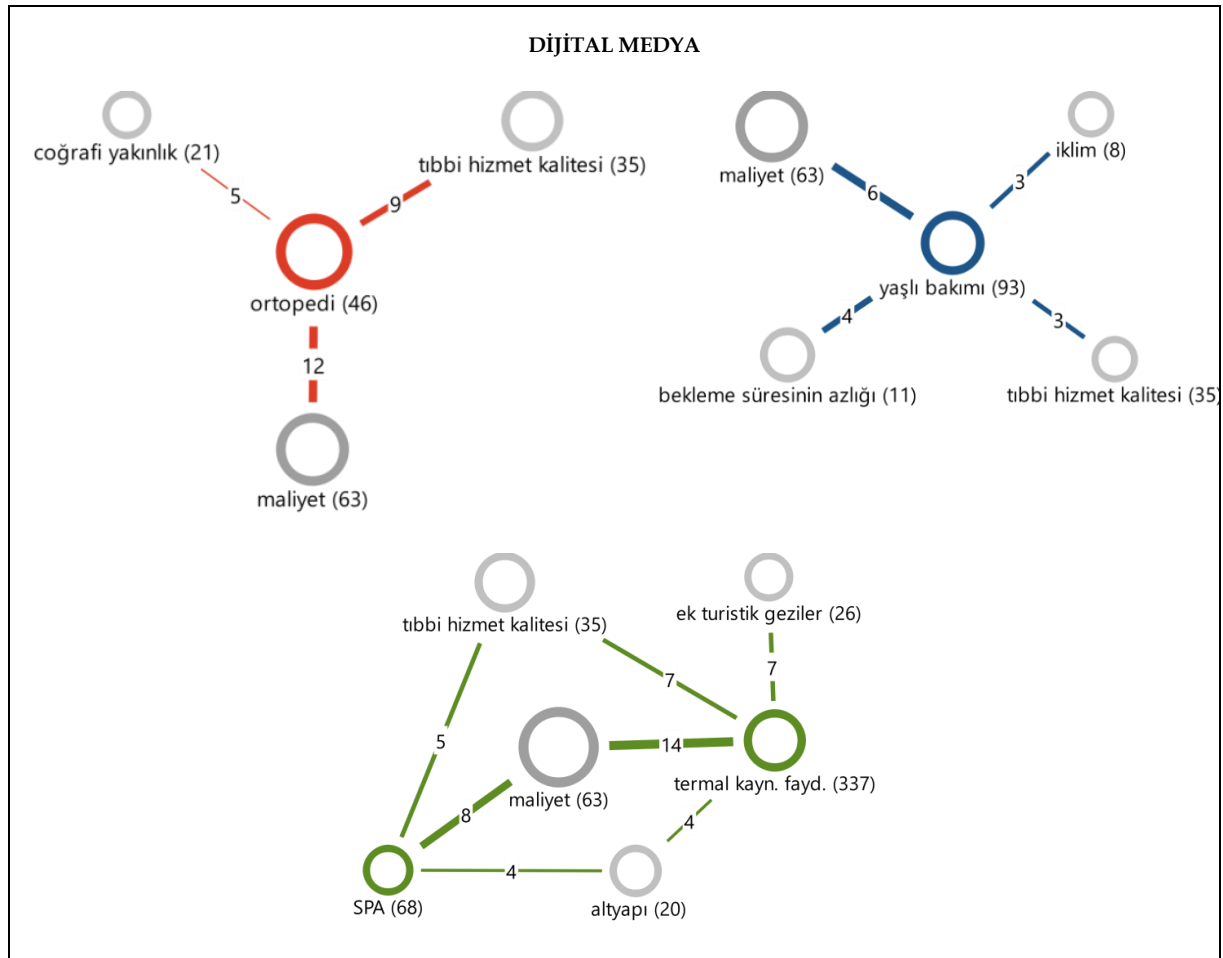 DİJİTAL MEDYA
coğrafi yakınlık (21)
tıbbi hizmet kalitesi (35)
5
9
ortopedi (46)
12
maliyet (63)
maliyet (63)
iklim (8)
6
3
yaşlı bakımı (93)
4
3
bekleme süresinin azlığı (11)
tıbbi hizmet kalitesi (35)
tıbbi hizmet kalitesi (35)
ek turistik geziler (26)
7
7
5
14
termal kayn. fayd. (337)
maliyet (63)
8
4
4
SPA (68)
altyapı (20)